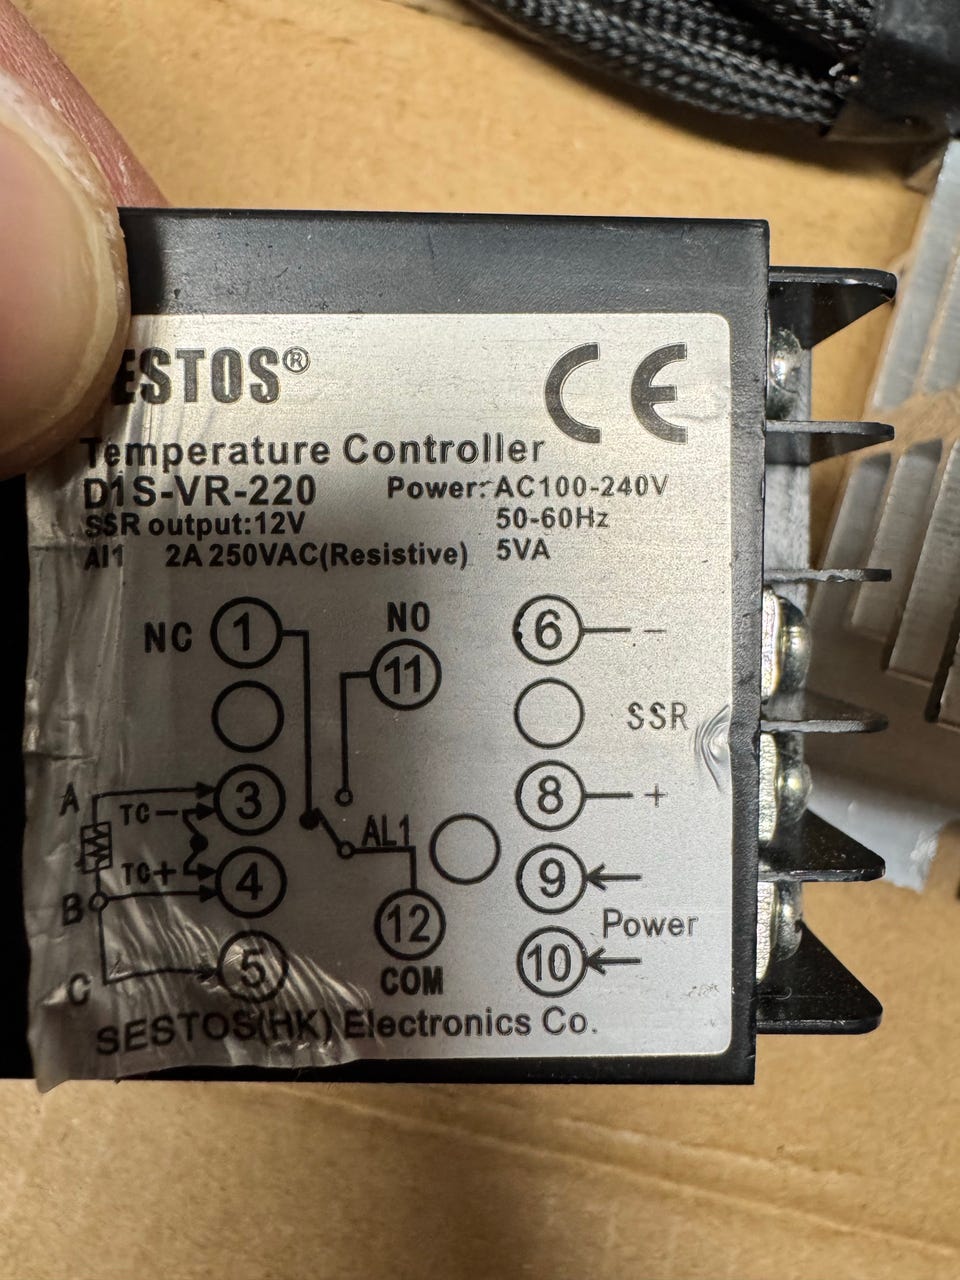 ESTOS®
CE
Temperature Controller
D1S-VR-220 Power: AC100-240V
SSR output:12V 50-60Hz
Al1 2A 250VAC(Resistive) 5VA
NC 1 NO 6 −
11
SSR
A TC− 3 8 +
AL1
TC+ 4 9
B 12 Power
C 5 COM 10
SESTOS(HK) Electronics Co.